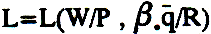 L=L(W/P , β.q̄/R)